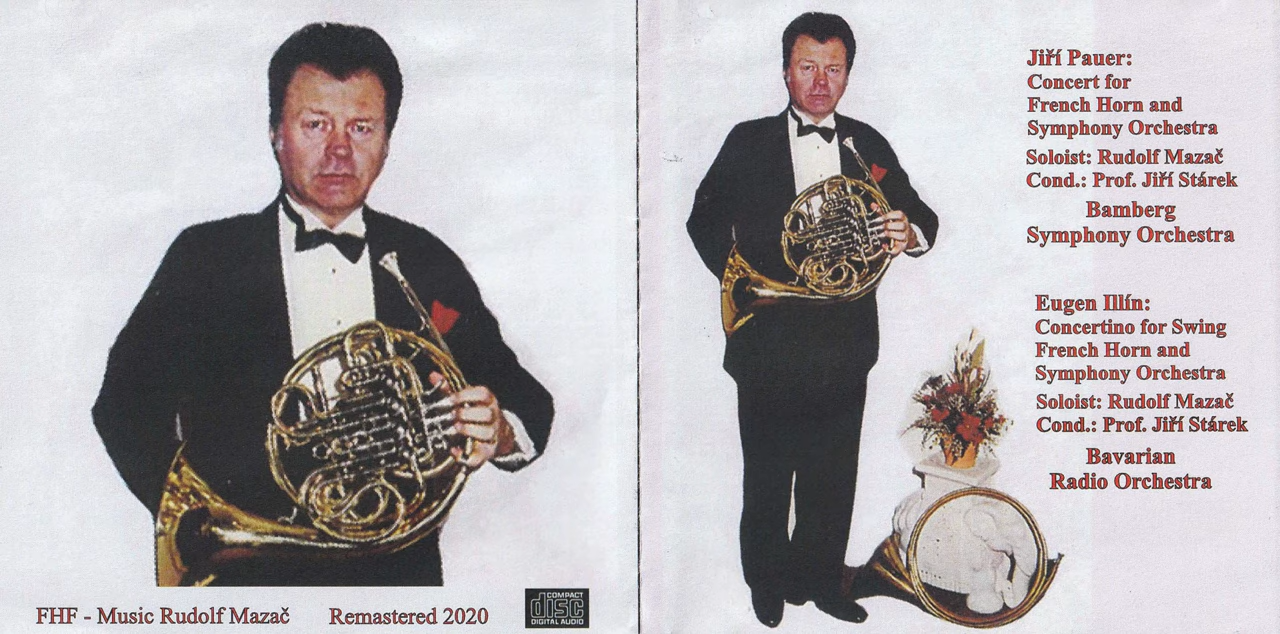 FHF - Music Rudolf Mazač
Remastered 2020
COMPACT
disc
DIGITAL AUDIO
Jiří Pauer:
Concert for
French Horn and
Symphony Orchestra
Soloist: Rudolf Mazač
Cond.: Prof. Jiří Stárek
Bamberg
Symphony Orchestra
Eugen Illín:
Concertino for Swing
French Horn and
Symphony Orchestra
Soloist: Rudolf Mazač
Cond.: Prof. Jiří Stárek
Bavarian
Radio Orchestra